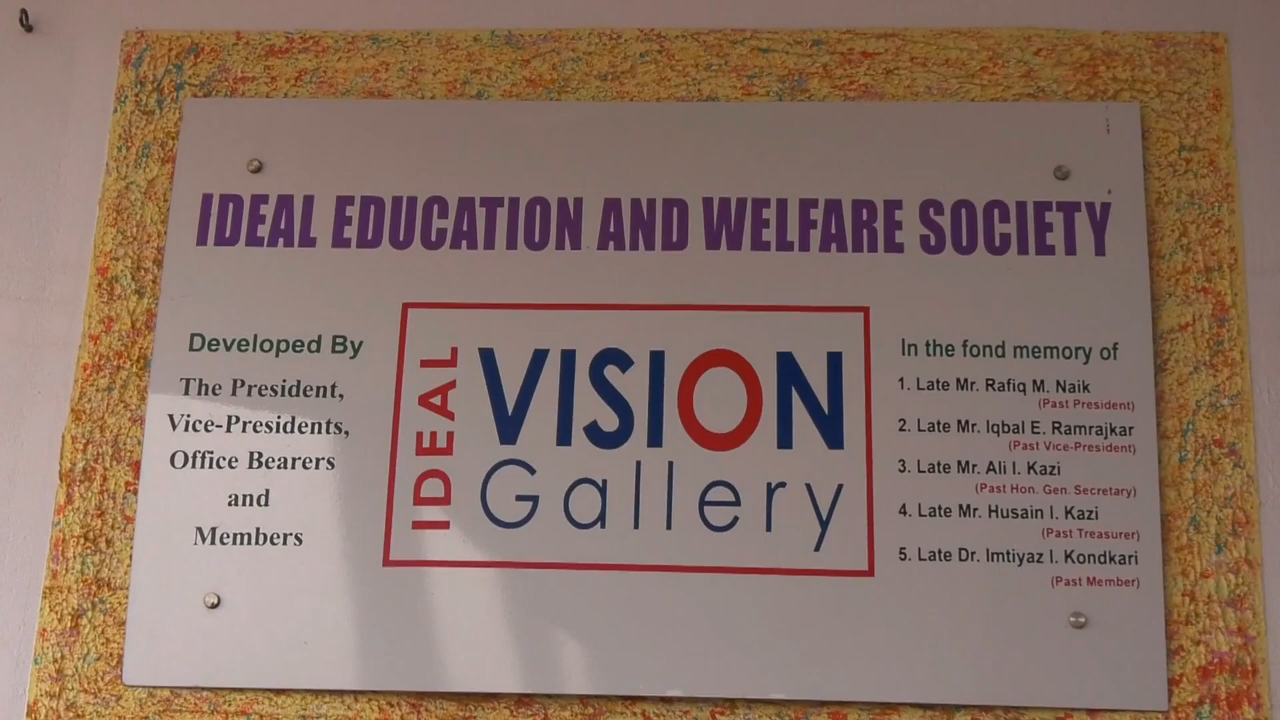 IDEAL EDUCATION AND WELFARE SOCIETY
Developed By
The President,
Vice-Presidents,
Office Bearers
and
Members
IDEAL
VISION
Gallery
In the fond memory of
1. Late Mr. Rafiq M. Naik
(Past President)
2. Late Mr. Iqbal E. Ramrajkar
(Past Vice-President)
3. Late Mr. Ali I. Kazi
(Past Hon. Gen. Secretary)
4. Late Mr. Husain I. Kazi
(Past Treasurer)
5. Late Dr. Imtiyaz I. Kondkari
(Past Member)